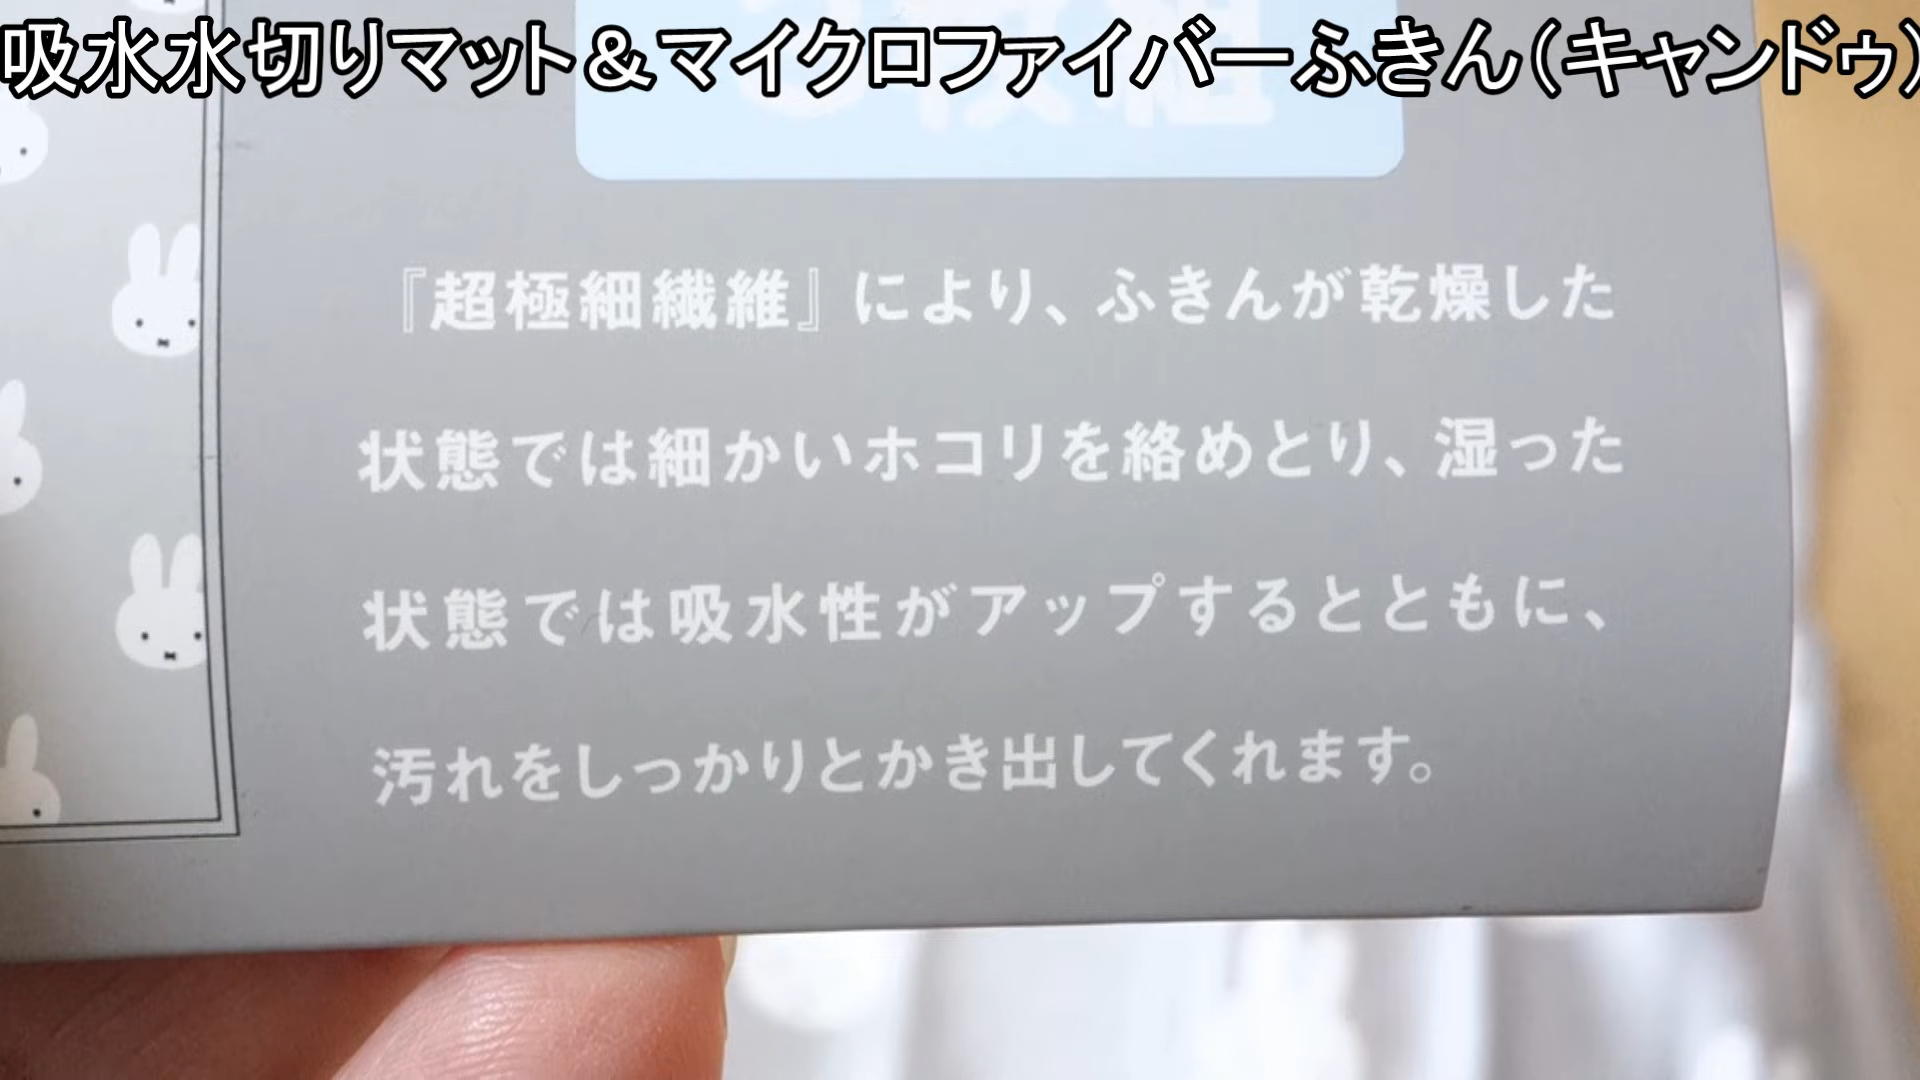 吸水水切りマット＆マイクロファイバーふきん（キャンドゥ）
『超極細繊維』により、ふきんが乾燥した
状態では細かいホコリを絡めとり、湿った
状態では吸水性がアップするとともに、
汚れをしっかりとかき出してくれます。